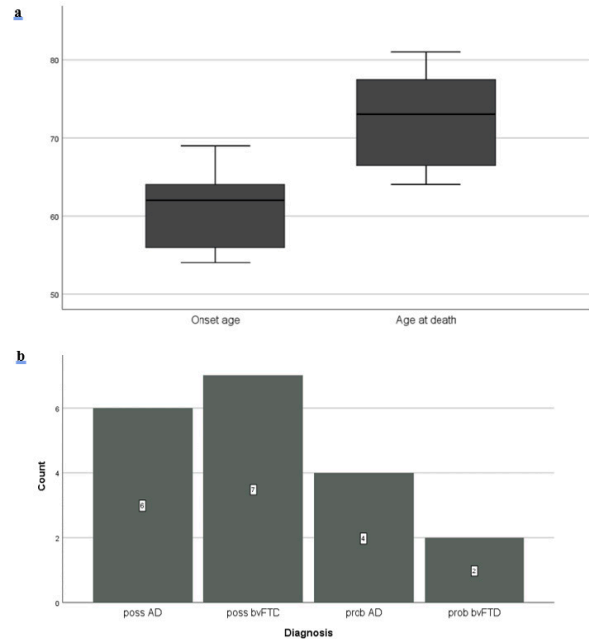 a
80
70
60
50
Onset age Age at death
b
6
4
2
0
Count
6
7
4
2
poss AD poss bvFTC prob AD prob bvFTD
Diagnosis